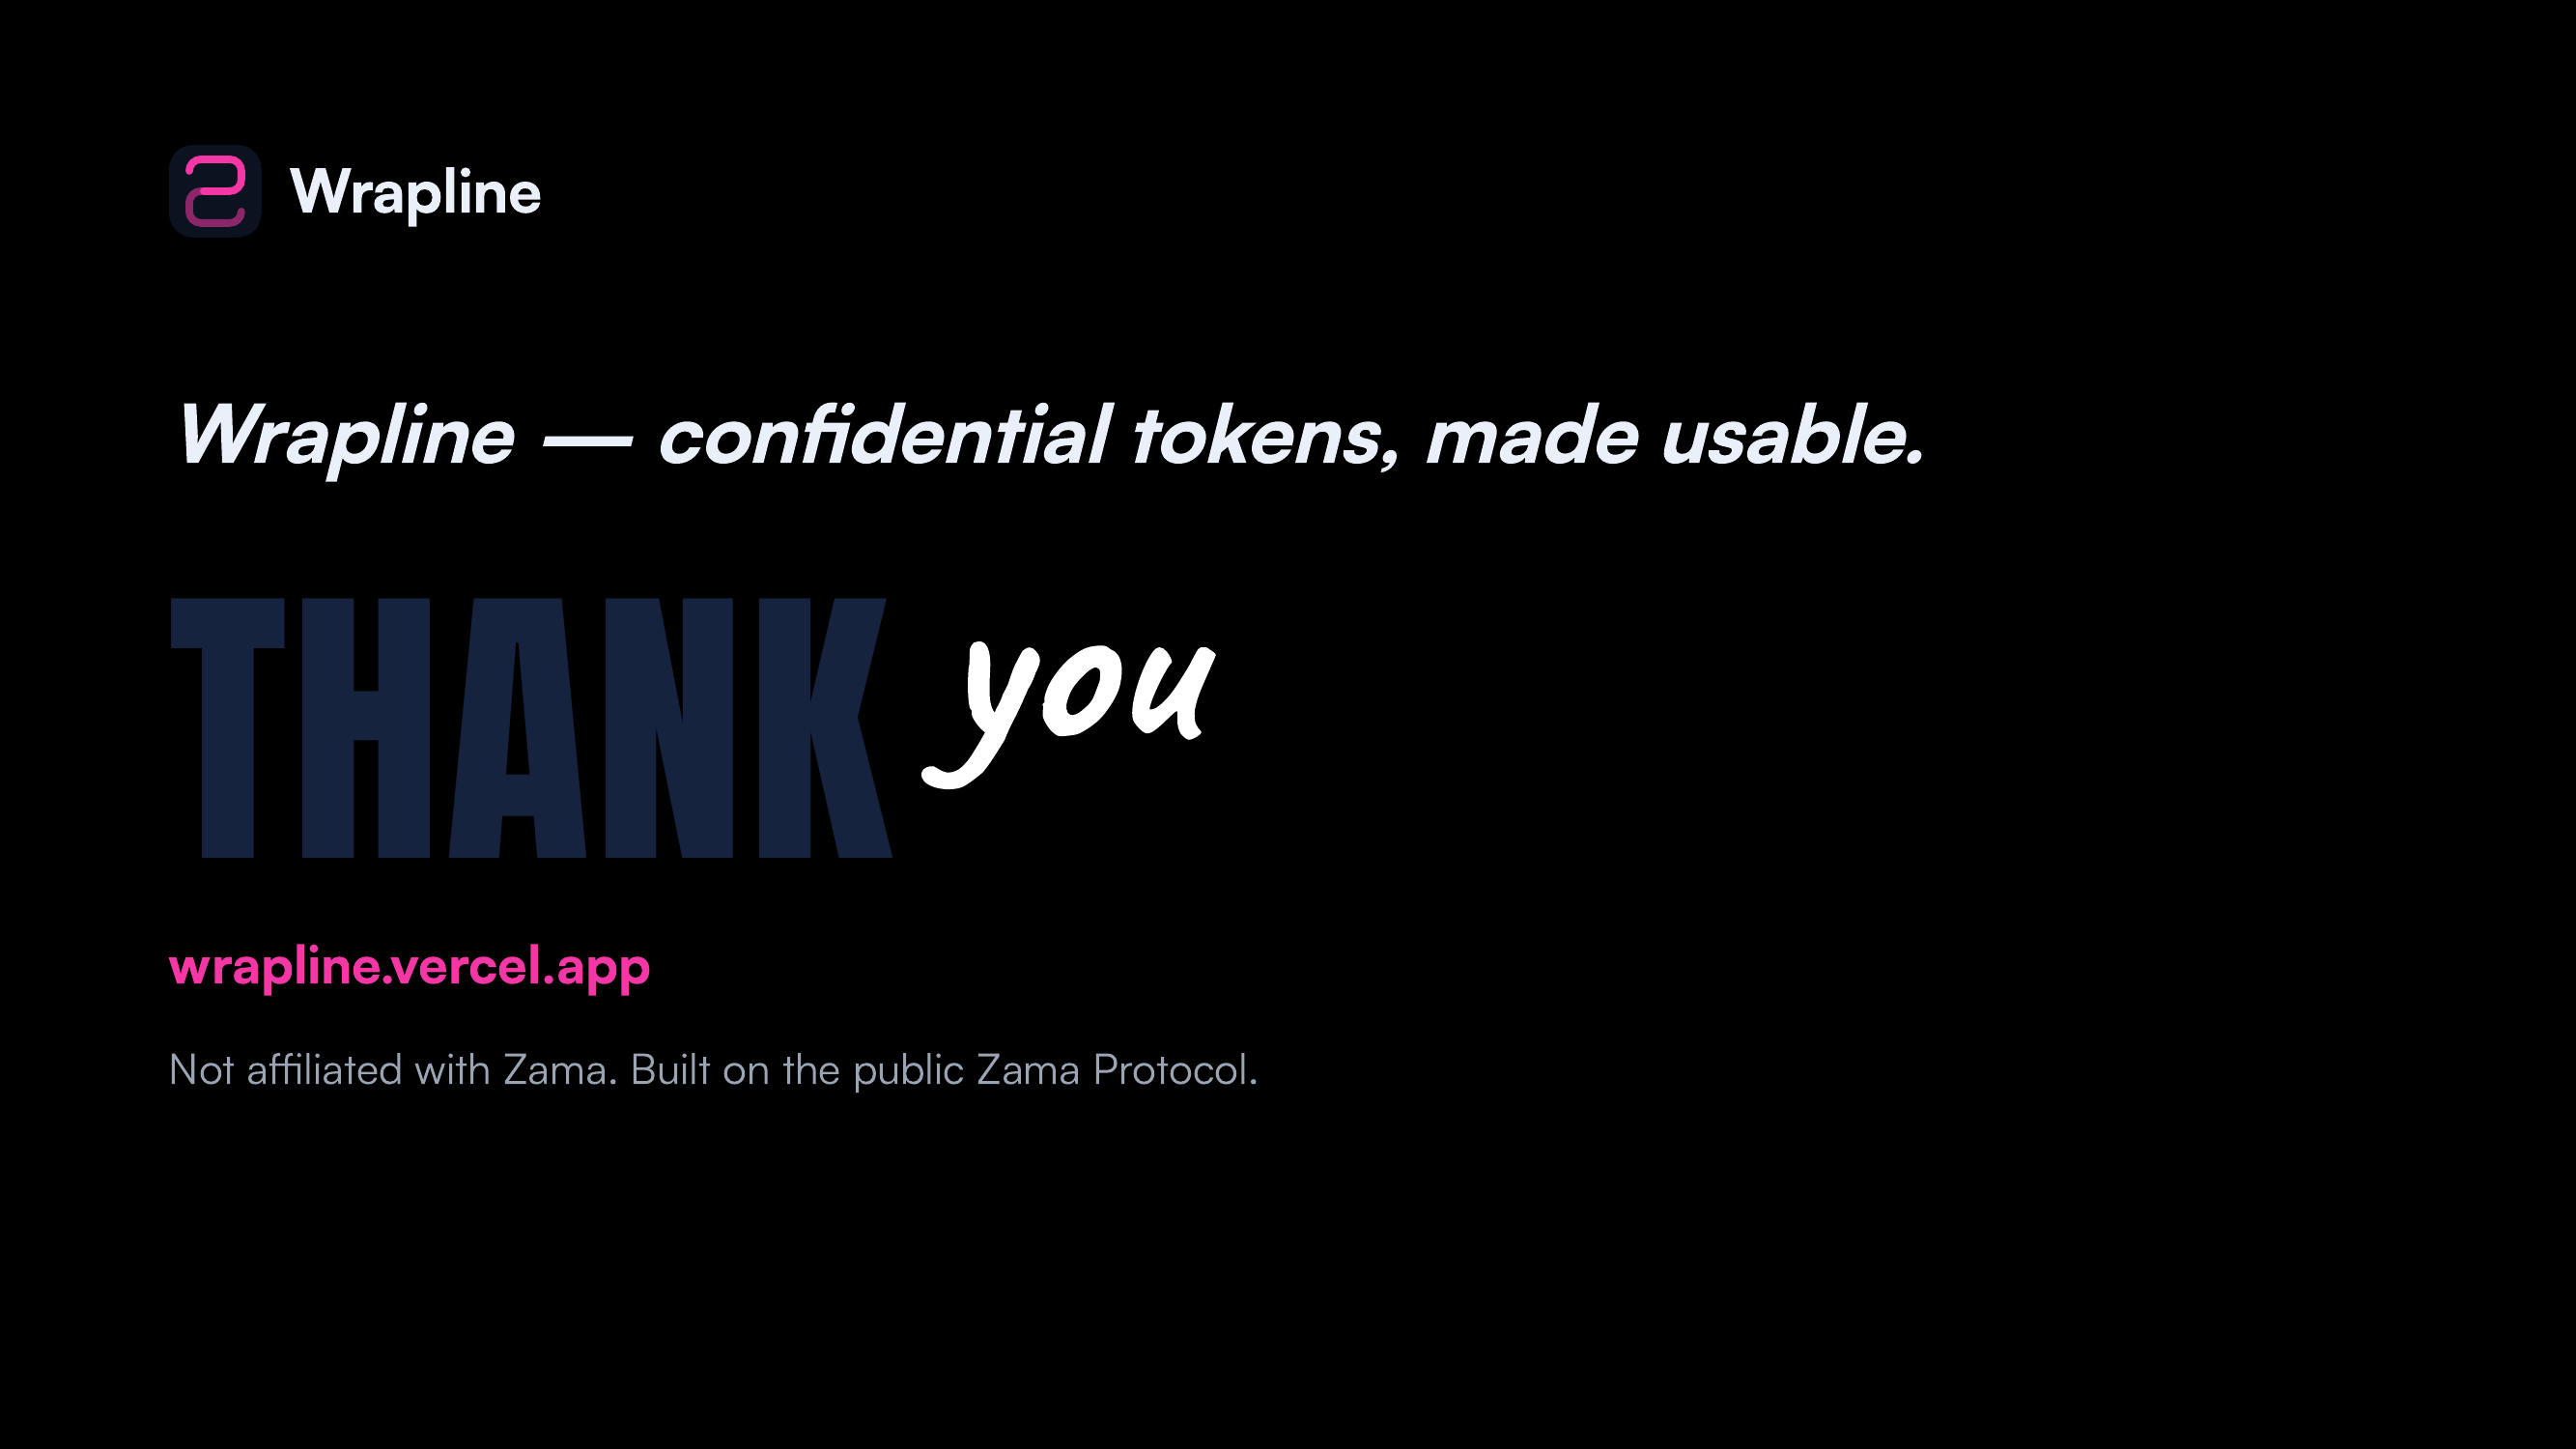 Wrapline
Wrapline — confidential tokens, made usable.
THANK you
wrapline.vercel.app
Not affiliated with Zama. Built on the public Zama Protocol.